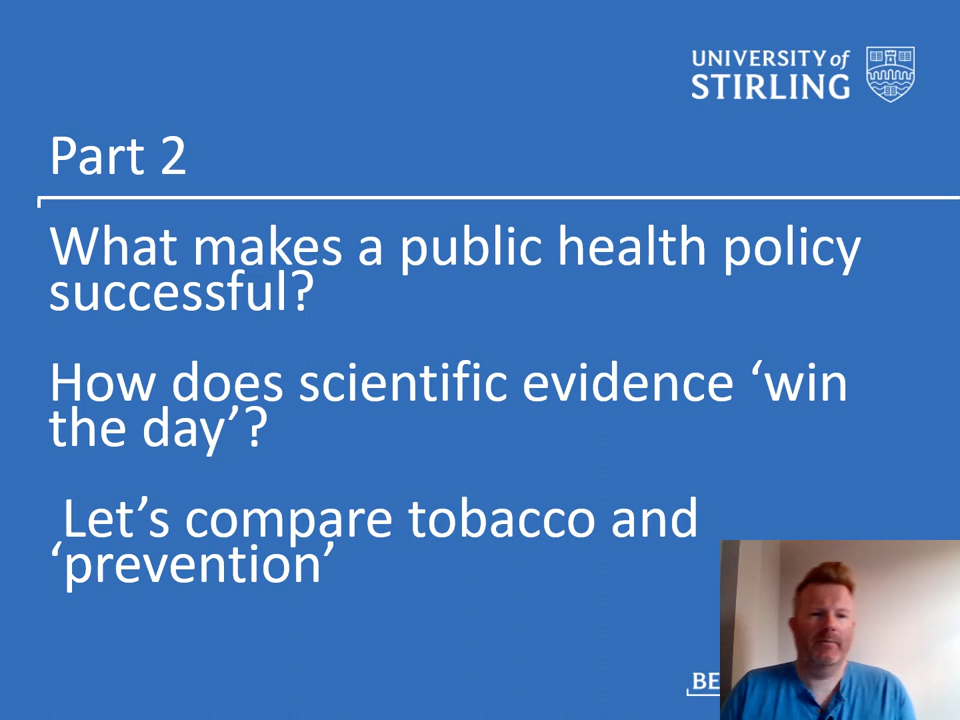 UNIVERSITY of
STIRLING
Part 2
What makes a public health policy
successful?
How does scientific evidence ‘win
the day’?
Let’s compare tobacco and
‘prevention’